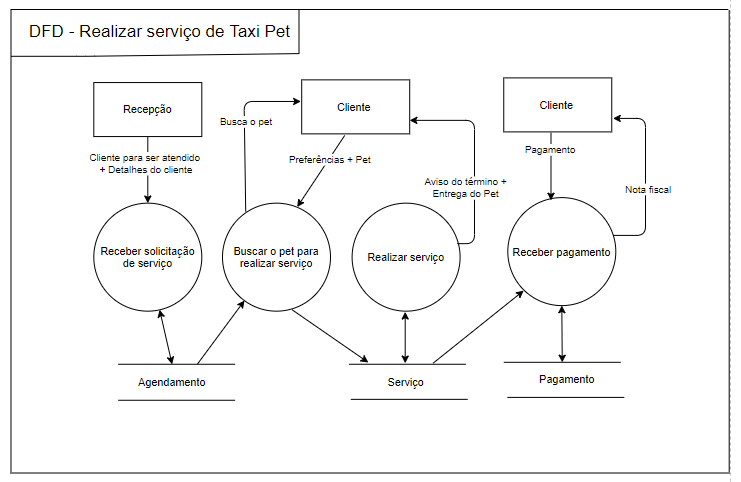 DFD - Realizar serviço de Taxi Pet
Recepção
Cliente
Cliente
Busca o pet
Cliente para ser atendido
+ Detalhes do cliente
Preferências + Pet
Aviso do término +
Entrega do Pet
Pagamento
Nota fiscal
Receber solicitação
de serviço
Buscar o pet para
realizar serviço
Realizar serviço
Receber pagamento
Agendamento
Serviço
Pagamento